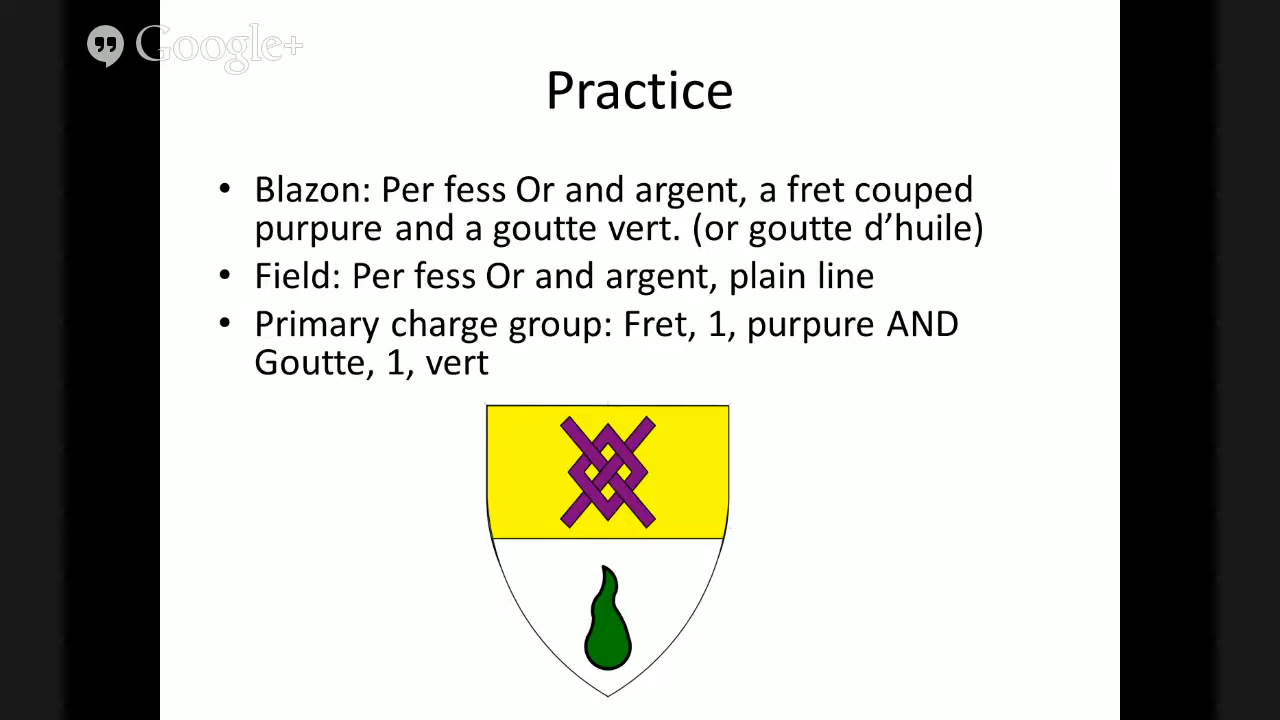 Google+
Practice
• Blazon: Per fess Or and argent, a fret couped
purpure and a goutte vert. (or goutte d’huile)
• Field: Per fess Or and argent, plain line
• Primary charge group: Fret, 1, purpure AND
Goutte, 1, vert